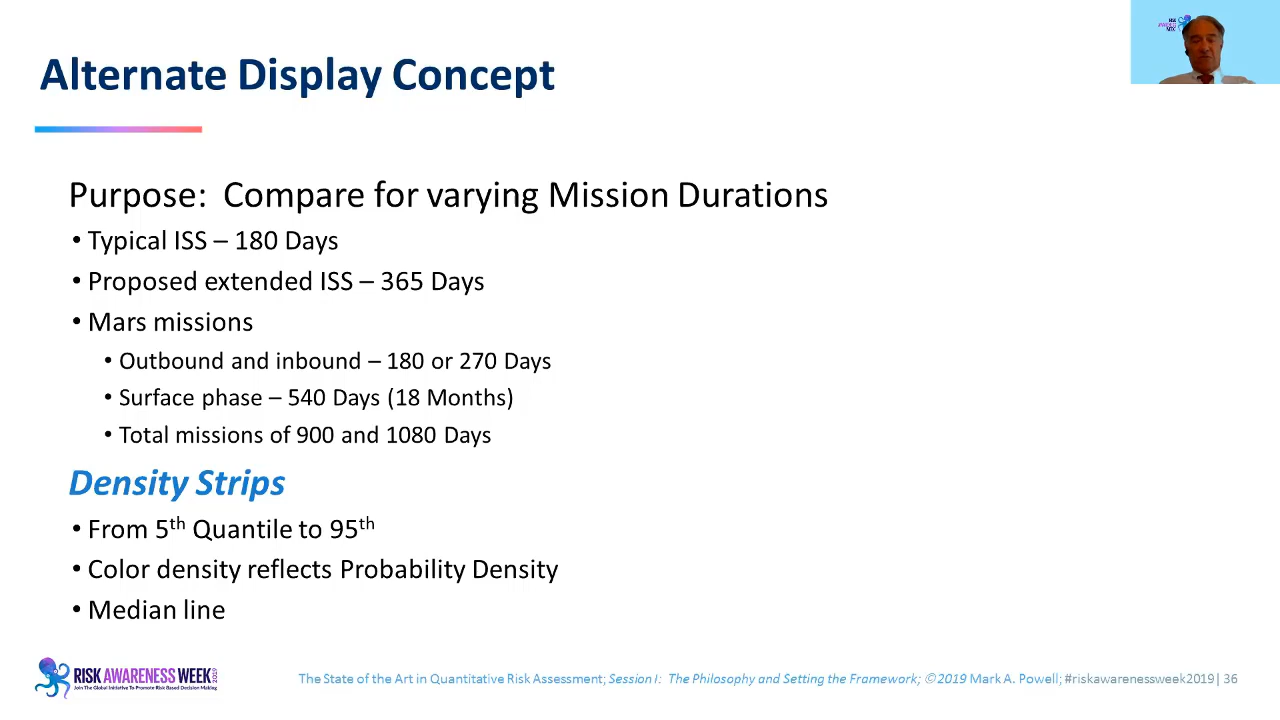 Alternate Display Concept
Purpose: Compare for varying Mission Durations
• Typical ISS – 180 Days
• Proposed extended ISS – 365 Days
• Mars missions
• Outbound and inbound – 180 or 270 Days
• Surface phase – 540 Days (18 Months)
• Total missions of 900 and 1080 Days
Density Strips
• From 5th Quantile to 95th
• Color density reflects Probability Density
• Median line
RISK AWARENESS WEEK 2019
Join The Global Initiative To Promote Risk Based Decision Making
The State of the Art in Quantitative Risk Assessment; Session I: The Philosophy and Setting the Framework; ©2019 Mark A. Powell; #riskawarenessweek2019| 36